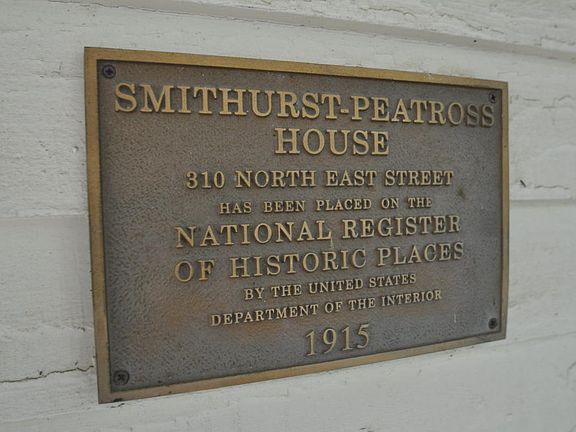 SMITHURST-PEATROSS
HOUSE
310 NORTH EAST STREET
HAS BEEN PLACED ON THE
NATIONAL REGISTER
OF HISTORIC PLACES
BY THE UNITED STATES
DEPARTMENT OF THE INTERIOR
1915